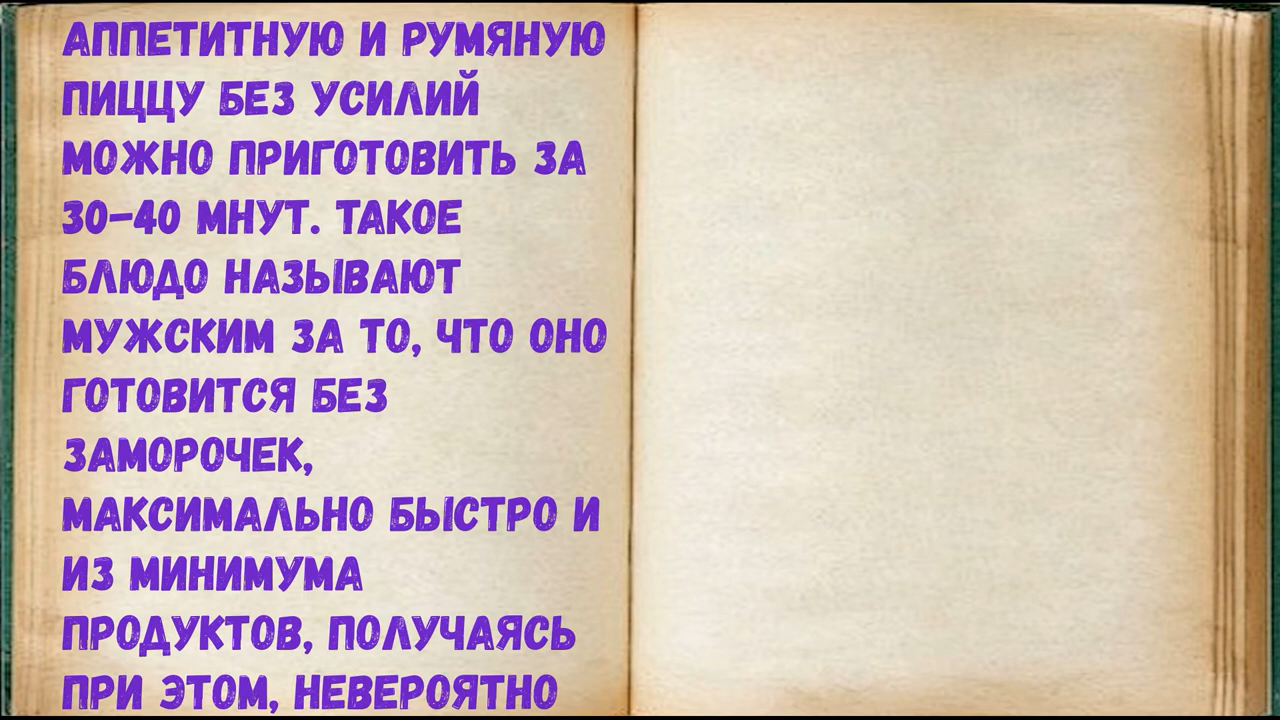 АППЕТИТНУЮ И РУМЯНУЮ
ПИЦЦУ БЕЗ УСИЛИЙ
МОЖНО ПРИГОТОВИТЬ ЗА
30-40 МНУТ. ТАКОЕ
БЛЮДО НАЗЫВАЮТ
МУЖСКИМ ЗА ТО, ЧТО ОНО
ГОТОВИТСЯ БЕЗ
ЗАМОРОЧЕК,
МАКСИМАЛЬНО БЫСТРО И
ИЗ МИНИМУМА
ПРОДУКТОВ, ПОЛУЧАЯСЬ
ПРИ ЭТОМ, НЕВЕРОЯТНО